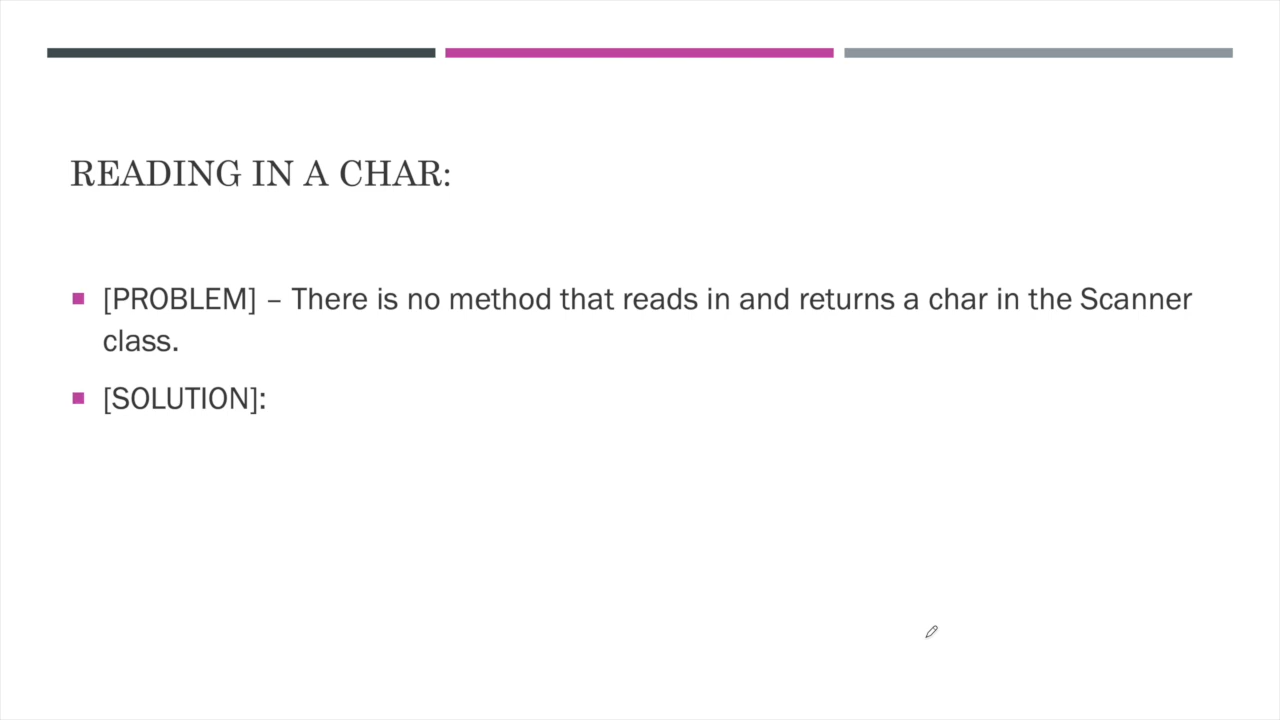 READING IN A CHAR:
[PROBLEM] – There is no method that reads in and returns a char in the Scanner
class.
[SOLUTION]: